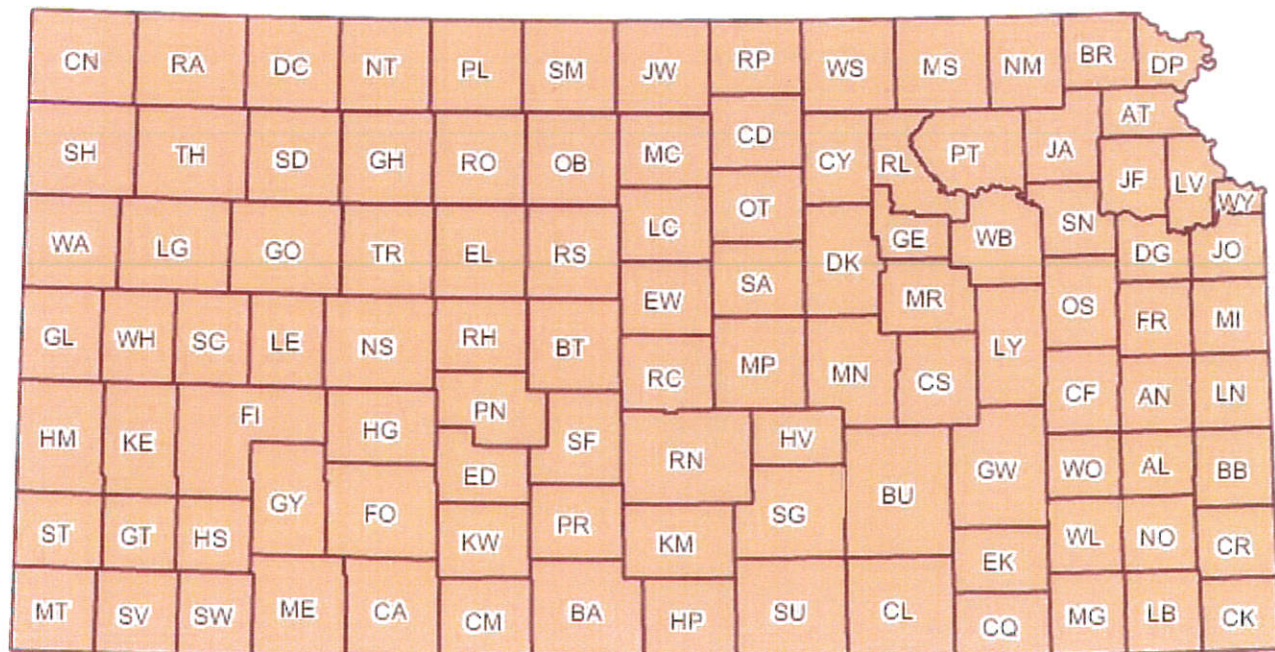 CN RA DC NT PL SM JW RP WS MS NM BR DP
AT
SH TH SD GH RO OB MC CD CY RL PT JA JF LV
WY
WA LG GO TR EL RS LC OT DK GE WB SN DG JO
GL WH SC LE NS RH BT EW SA MR LY OS FR MI
HM KE FI HG PN SF RC MP MN CS CF AN LN
ED RN HV GW WO AL BB
ST GT HS GY FO KW PR KM SG BU EK WL NO CR
MT SV SW ME CA CM BA HP SU CL CQ MG LB CK